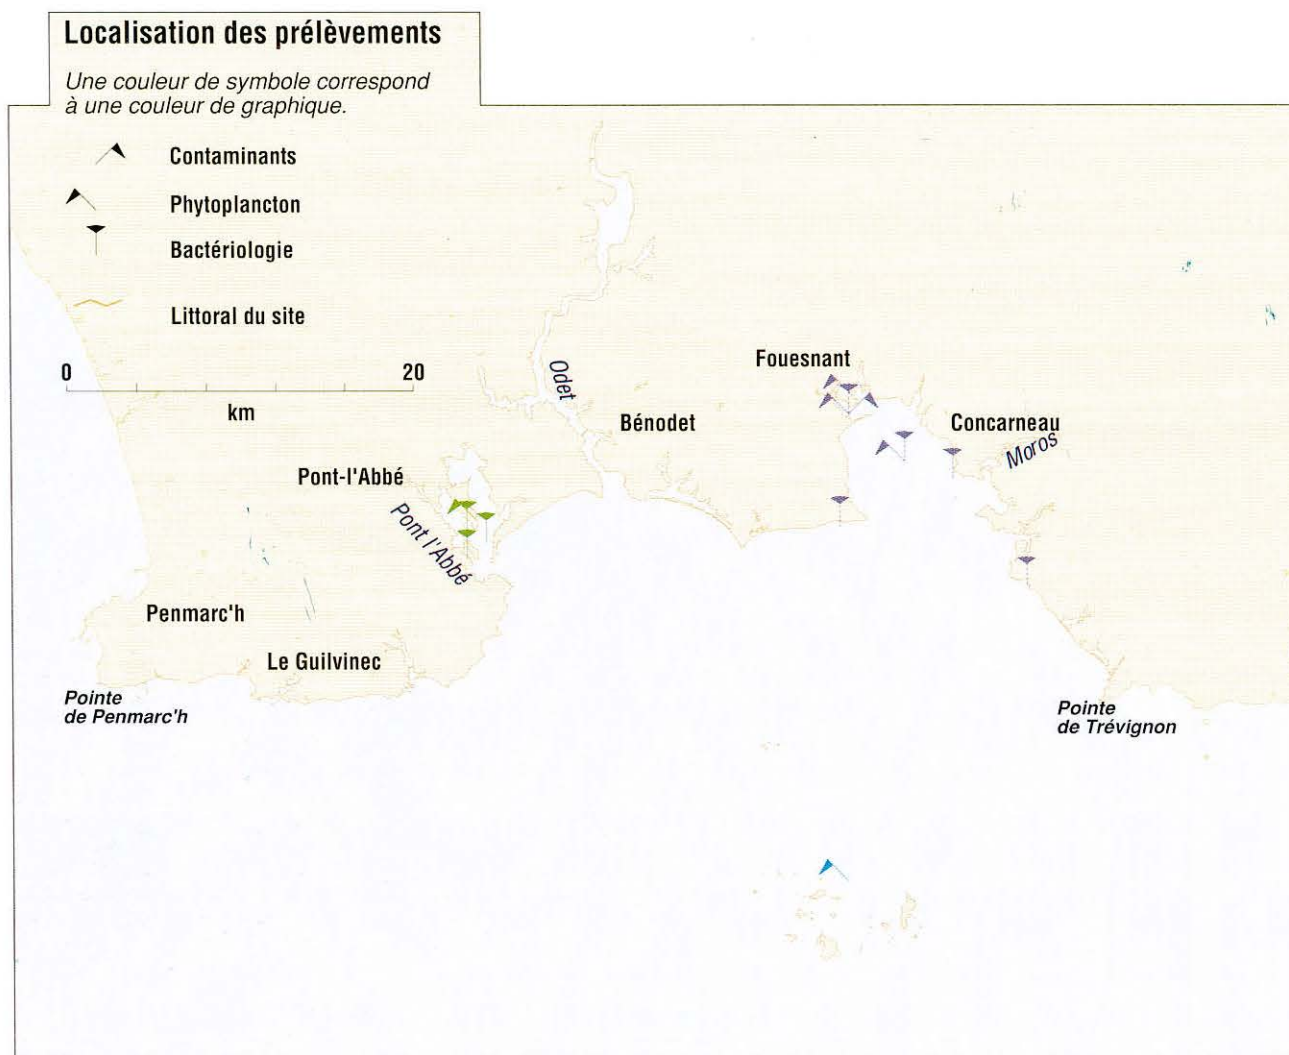 Localisation des prélèvements
Une couleur de symbole correspond
à une couleur de graphique.
Contaminants
Phytoplancton
Bactériologie
Littoral du site
0
20
km
Fouesnant
Odet
Bénodet
Concarneau
Moros
Pont-l'Abbé
Pont l'Abbé
Penmarc'h
Le Guilvinec
Pointe
de Penmarc'h
Pointe
de Trévignon